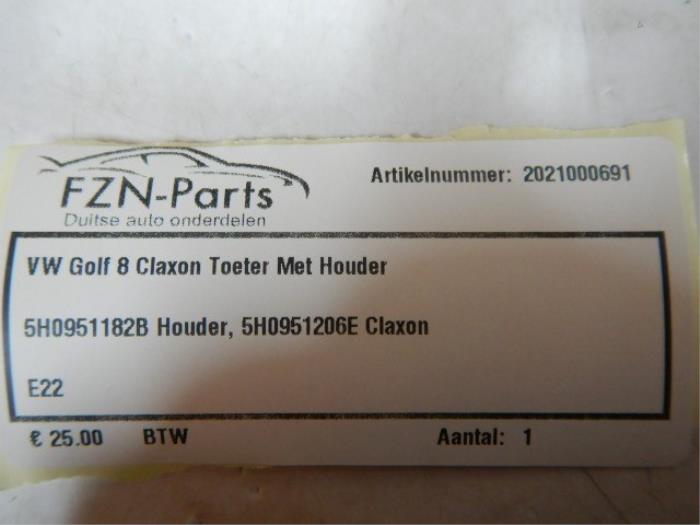 FZN-Parts
Duitse auto onderdelen
Artikelnummer: 2021000691
VW Golf 8 Claxon Toeter Met Houder
5H0951182B Houder, 5H0951206E Claxon
E22
€ 25.00 BTW Aantal: 1